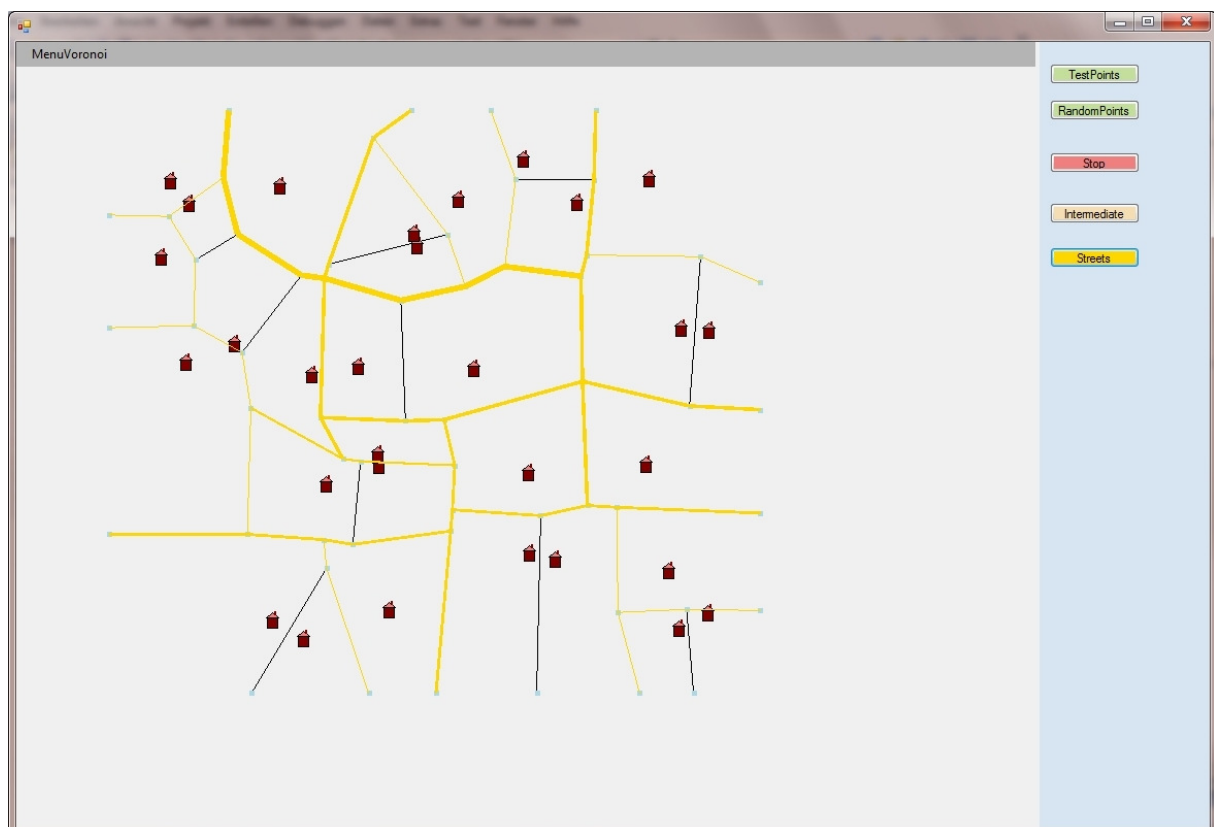 MenuVoronoi
TestPoints
RandomPoints
Stop
Intermediate
Streets